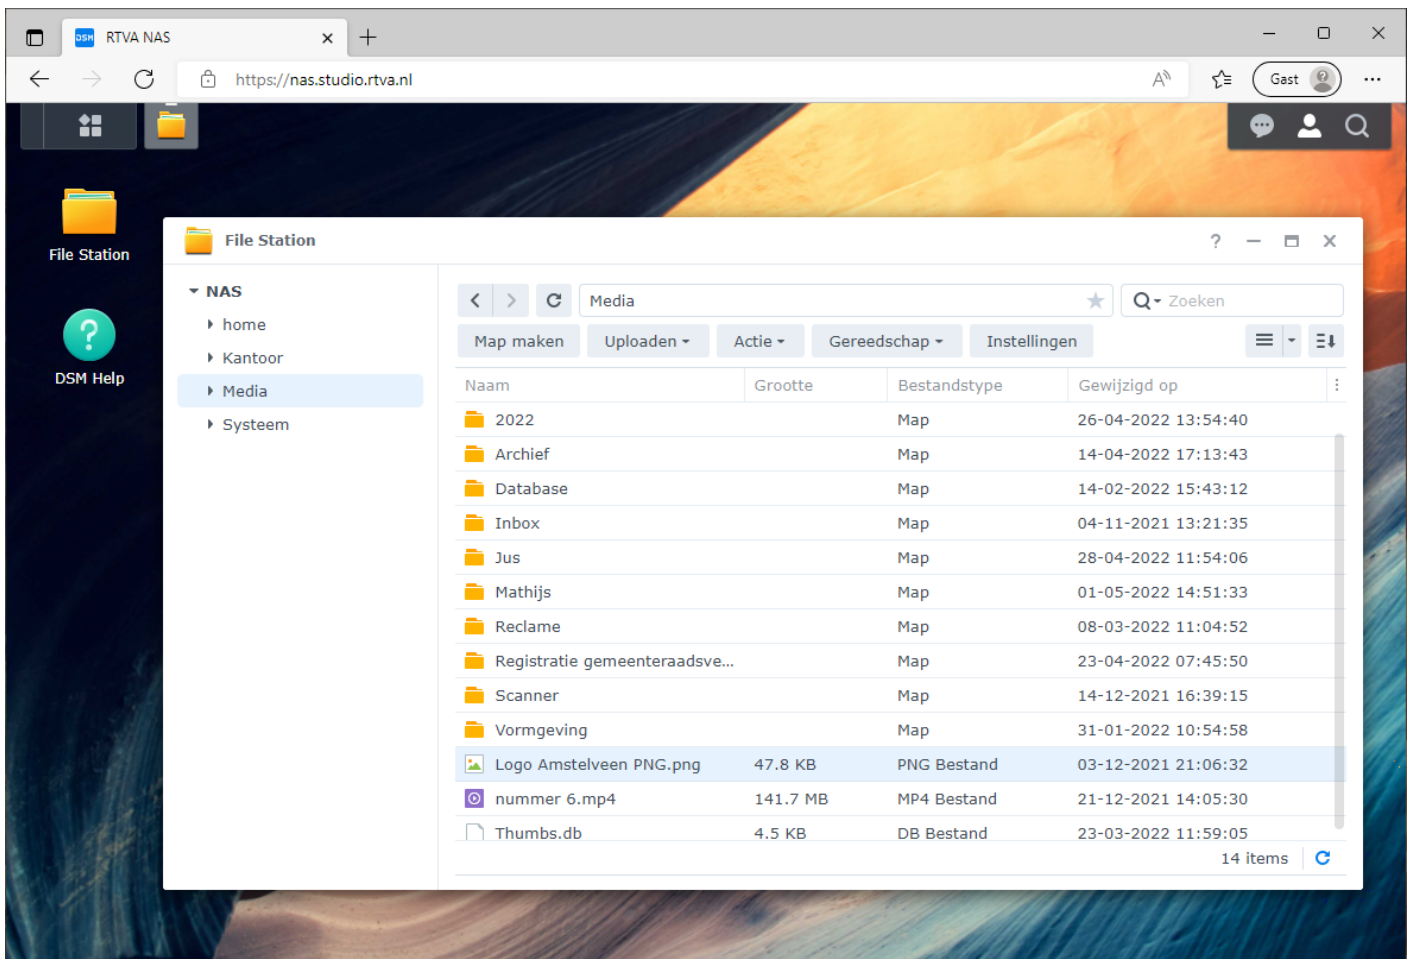 DSM RTVA NAS
https://nas.studio.rtva.nl
Gast
File Station
DSM Help
File Station
NAS
home
Kantoor
Media
Systeem
Media
Zoeken
Map maken Uploaden Actie Gereedschap Instellingen
Naam Grootte Bestandstype Gewijzigd op
2022 Map 26-04-2022 13:54:40
Archief Map 14-04-2022 17:13:43
Database Map 14-02-2022 15:43:12
Inbox Map 04-11-2021 13:21:35
Jus Map 28-04-2022 11:54:06
Mathijs Map 01-05-2022 14:51:33
Reclame Map 08-03-2022 11:04:52
Registratie gemeenteraadsve... Map 23-04-2022 07:45:50
Scanner Map 14-12-2021 16:39:15
Vormgeving Map 31-01-2022 10:54:58
Logo Amstelveen PNG.png 47.8 KB PNG Bestand 03-12-2021 21:06:32
nummer 6.mp4 141.7 MB MP4 Bestand 21-12-2021 14:05:30
Thumbs.db 4.5 KB DB Bestand 23-03-2022 11:59:05
14 items